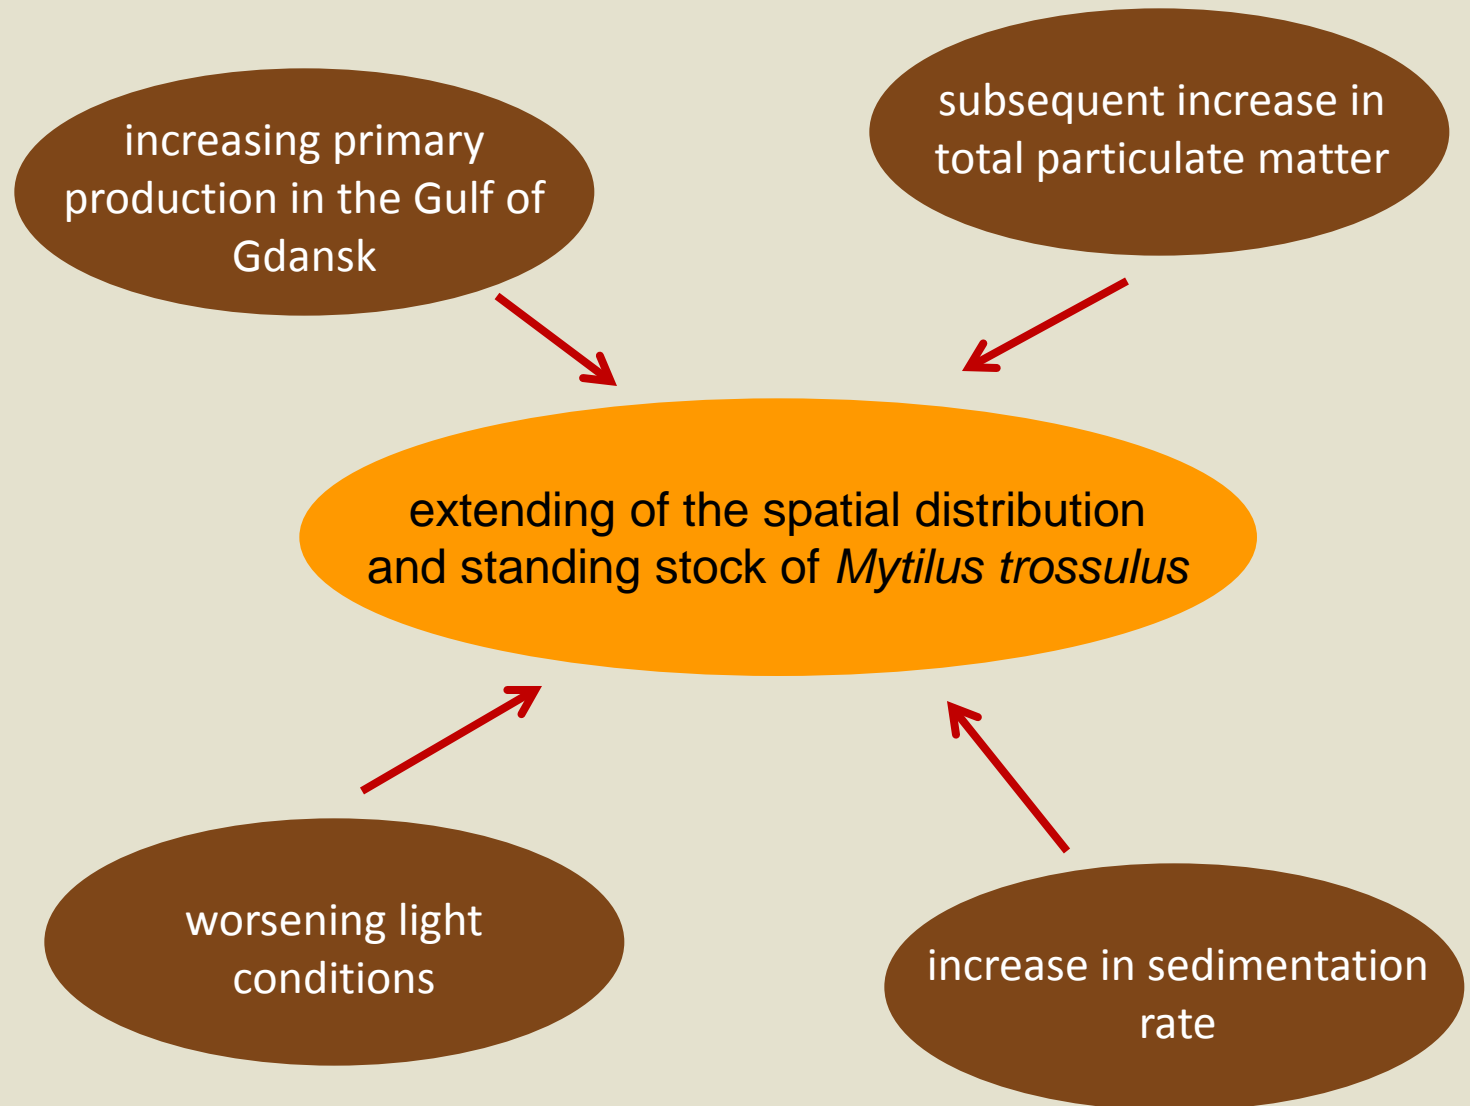 increasing primary
production in the Gulf of
Gdansk
subsequent increase in
total particulate matter
extending of the spatial distribution
and standing stock of Mytilus trossulus
worsening light
conditions
increase in sedimentation
rate